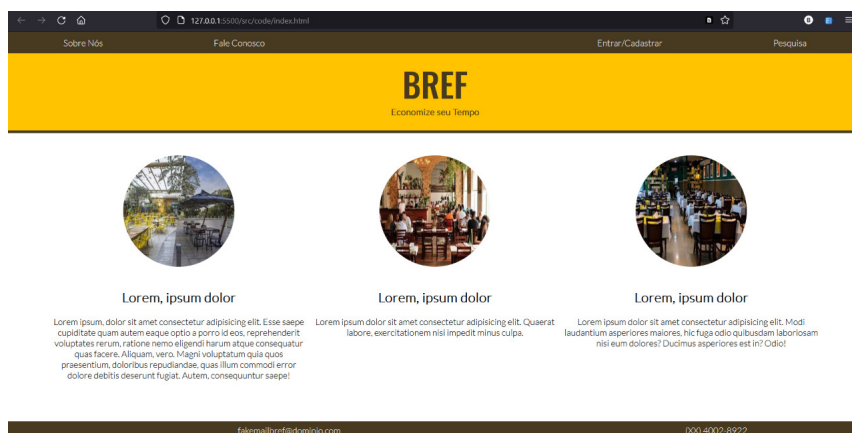 127.0.0.1:5500/src/code/index.html
Sobre Nós
Fale Conosco
Entrar/Cadastrar
Pesquisa
BREF
Economize seu Tempo
Lorem, ipsum dolor
Lorem ipsum, dolor sit amet consectetur adipisicing elit. Esse saepe
cupiditate quam autem eaque optio a porro id eos, reprehenderit
voluptates rerum, ratione nemo eligendi harum atque consequatur
quas facere. Aliquam, vero. Magni voluptatum quia quos
praesentium, doloribus repudiandae, quas illum commodi error
dolore debitis deserunt fugiat. Autem, consequuntur saepe!
Lorem, ipsum dolor
Lorem ipsum dolor sit amet consectetur adipisicing elit. Quaerat
labore, exercitationem nisi impedit minus culpa.
Lorem, ipsum dolor
Lorem ipsum dolor sit amet consectetur adipisicing elit. Modi
laudantium asperiores maiores, hic fuga odio quibusdam laboriosam
nisi eum dolores? Ducimus asperiores est in? Odio!
fakemailbref@dominio.com
(XX) 4002-8922